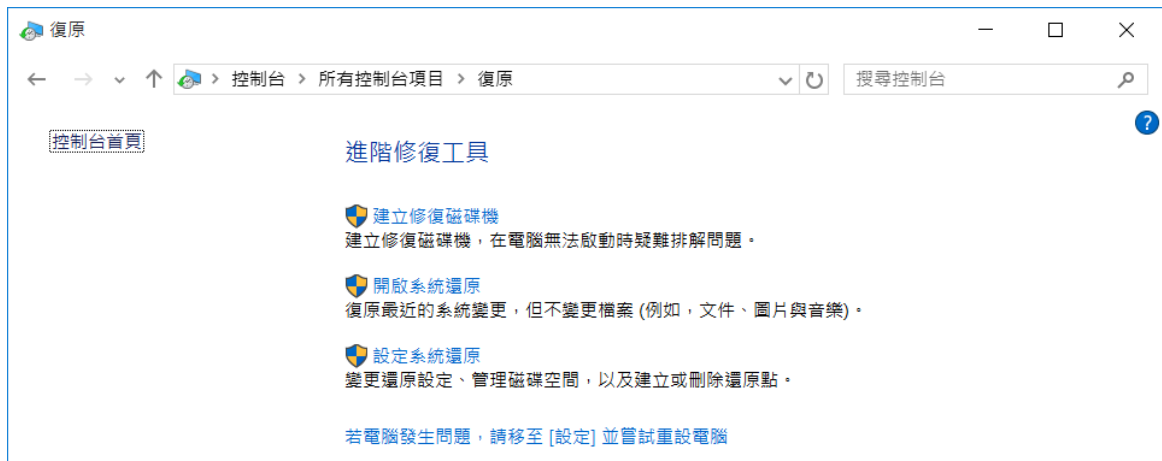 復原
控制台 > 所有控制台項目 > 復原
搜尋控制台
控制台首頁
進階修復工具
建立修復磁碟機
建立修復磁碟機，在電腦無法啟動時疑難排解問題。
開啟系統還原
復原最近的系統變更，但不變更檔案 (例如，文件、圖片與音樂)。
設定系統還原
變更還原設定、管理磁碟空間，以及建立或刪除還原點。
若電腦發生問題，請移至 [設定] 並嘗試重設電腦